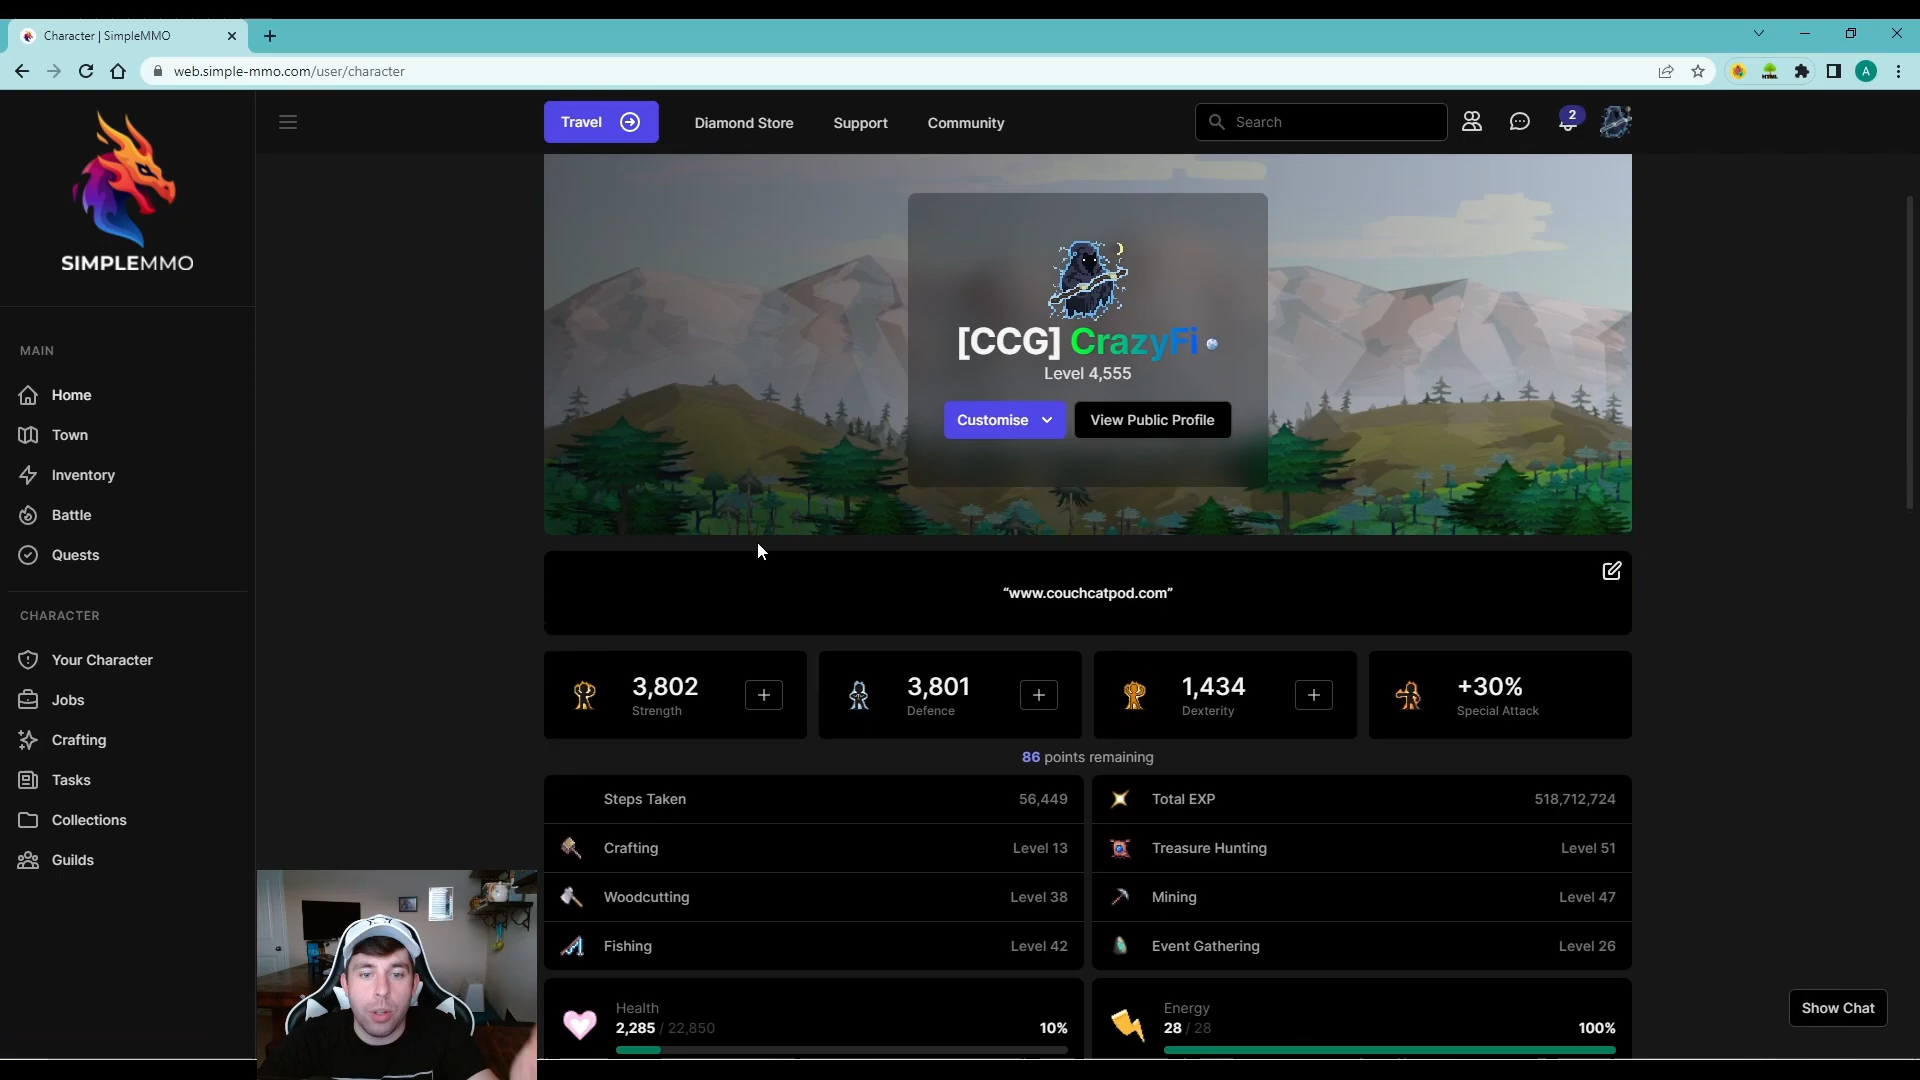 Character | SimpleMMO
web.simple-mmo.com/user/character
A
SIMPLEMMO
Travel
Diamond Store
Support
Community
Search
2
MAIN
Home
Town
Inventory
Battle
Quests
CHARACTER
Your Character
Jobs
Crafting
Tasks
Collections
Guilds
[CCG] CrazyFi
Level 4,555
Customise
View Public Profile
“www.couchcatpod.com”
3,802
Strength
3,801
Defence
1,434
Dexterity
+30%
Special Attack
86 points remaining
Steps Taken 56,449
Total EXP 518,712,724
Crafting Level 13
Treasure Hunting Level 51
Woodcutting Level 38
Mining Level 47
Fishing Level 42
Event Gathering Level 26
Health
2,285 / 22,850 10%
Energy
28 / 28 100%
Show Chat